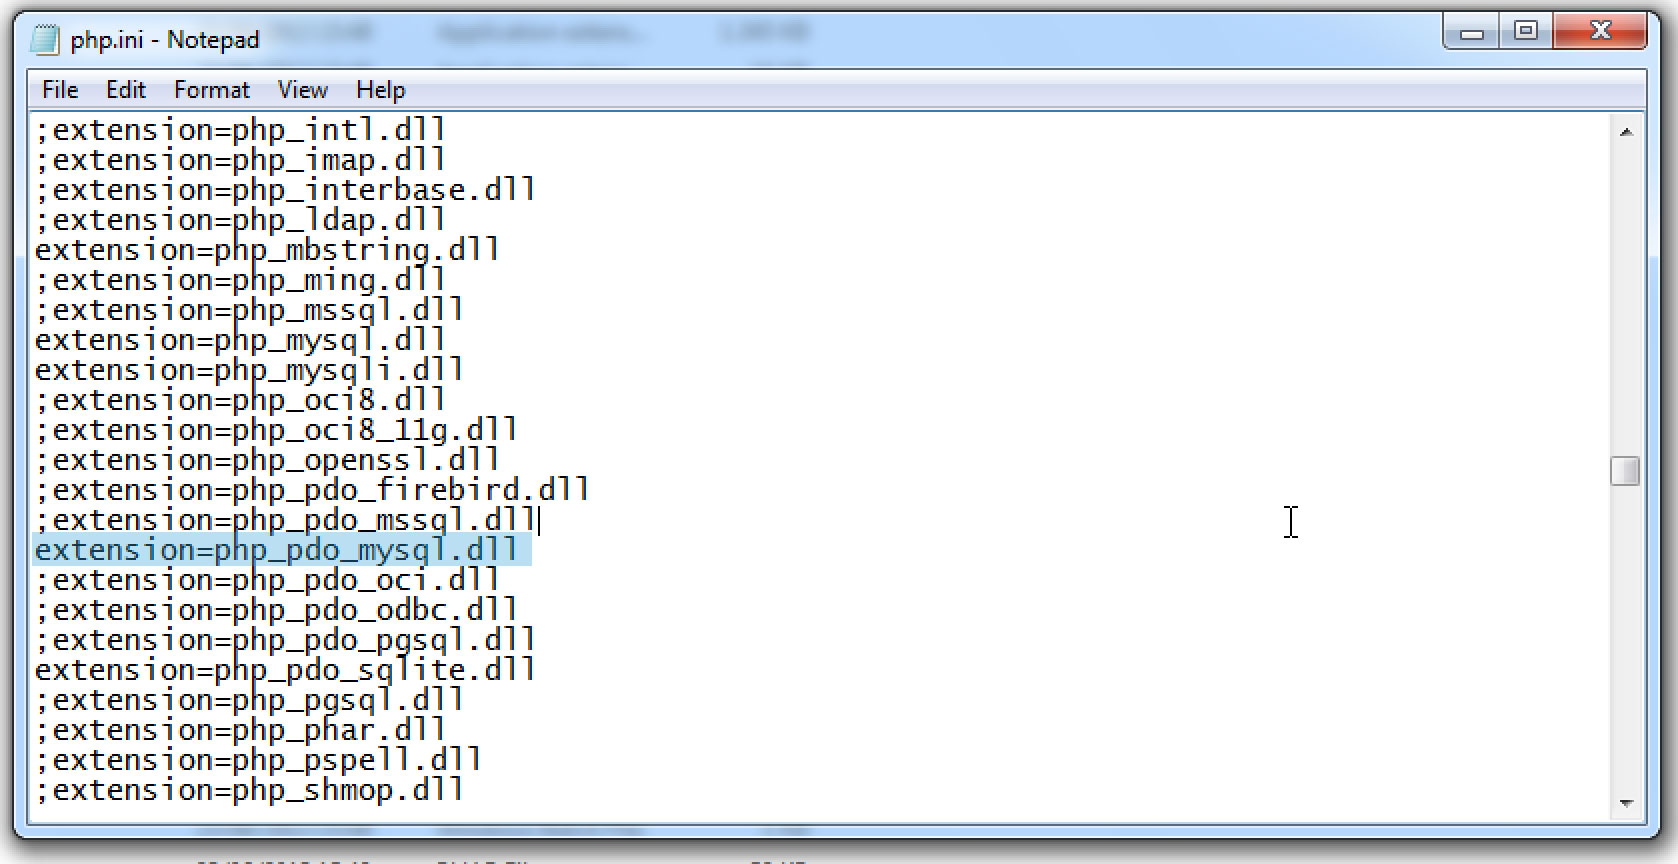 php.ini - Notepad
File Edit Format View Help
;extension=php_intl.dll
;extension=php_imap.dll
;extension=php_interbase.dll
;extension=php_ldap.dll
extension=php_mbstring.dll
;extension=php_ming.dll
;extension=php_mssql.dll
extension=php_mysql.dll
extension=php_mysqli.dll
;extension=php_oci8.dll
;extension=php_oci8_11g.dll
;extension=php_openssl.dll
;extension=php_pdo_firebird.dll
;extension=php_pdo_mssql.dll
extension=php_pdo_mysql.dll
;extension=php_pdo_oci.dll
;extension=php_pdo_odbc.dll
;extension=php_pdo_pgsql.dll
extension=php_pdo_sqlite.dll
;extension=php_pgsql.dll
;extension=php_phar.dll
;extension=php_pspell.dll
;extension=php_shmop.dll